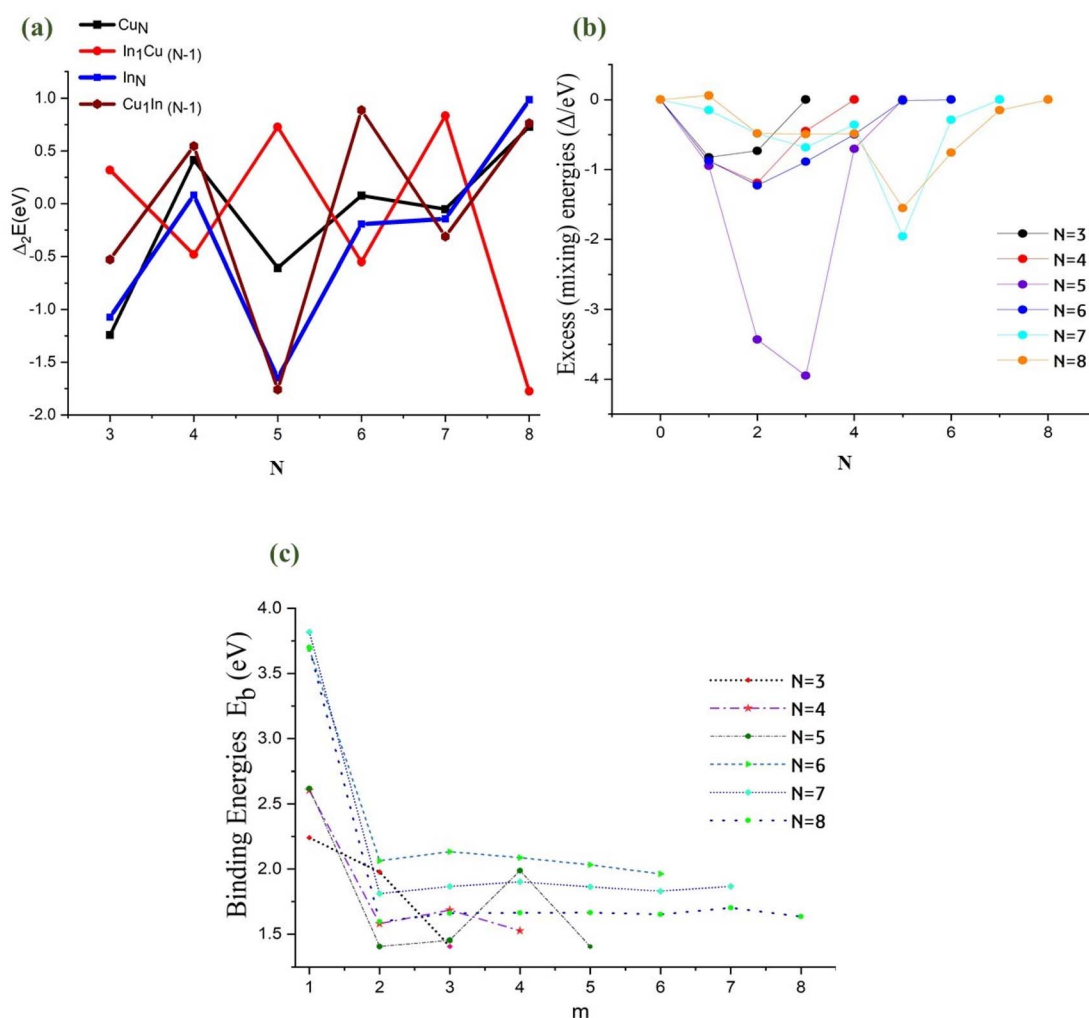 (a)
Cu_N
In_1Cu_(N-1)
In_N
Cu_1In_(N-1)
Δ_2E(eV)
1.0
0.5
0.0
-0.5
-1.0
-1.5
-2.0
3 4 5 6 7 8
N
(b)
Excess (mixing) energies (Δ/eV)
0
-1
-2
-3
-4
N=3
N=4
N=5
N=6
N=7
N=8
0 2 4 6 8
N
(c)
Binding Energies E_b (eV)
4.0
3.5
3.0
2.5
2.0
1.5
N=3
N=4
N=5
N=6
N=7
N=8
1 2 3 4 5 6 7 8
m